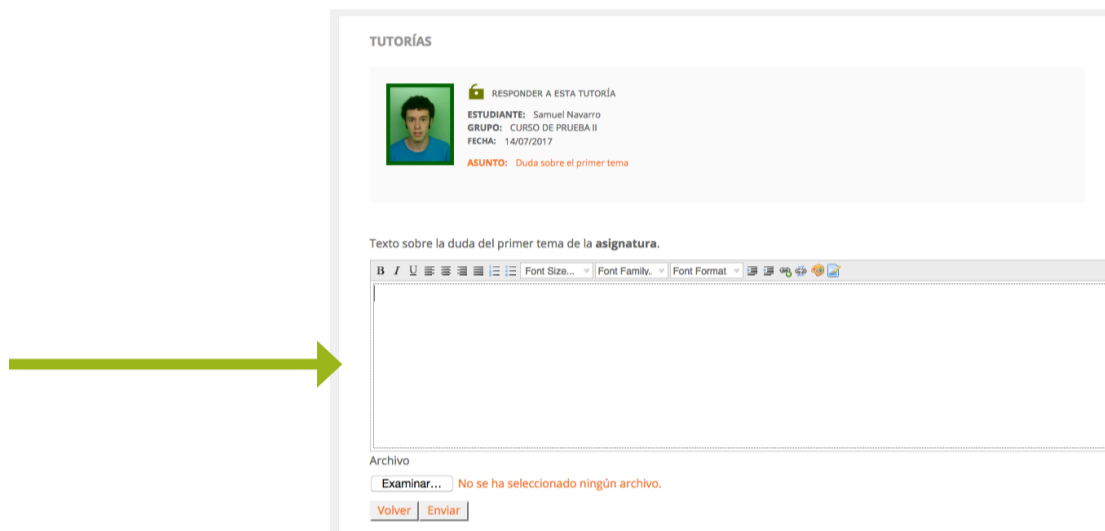 TUTORÍAS
RESPONDER A ESTA TUTORÍA
ESTUDIANTE: Samuel Navarro
GRUPO: CURSO DE PRUEBA II
FECHA: 14/07/2017
ASUNTO: Duda sobre el primer tema
Texto sobre la duda del primer tema de la asignatura.
B I U Font Size... Font Family.. Font Format
Archivo
Examinar... No se ha seleccionado ningún archivo.
Volver Enviar